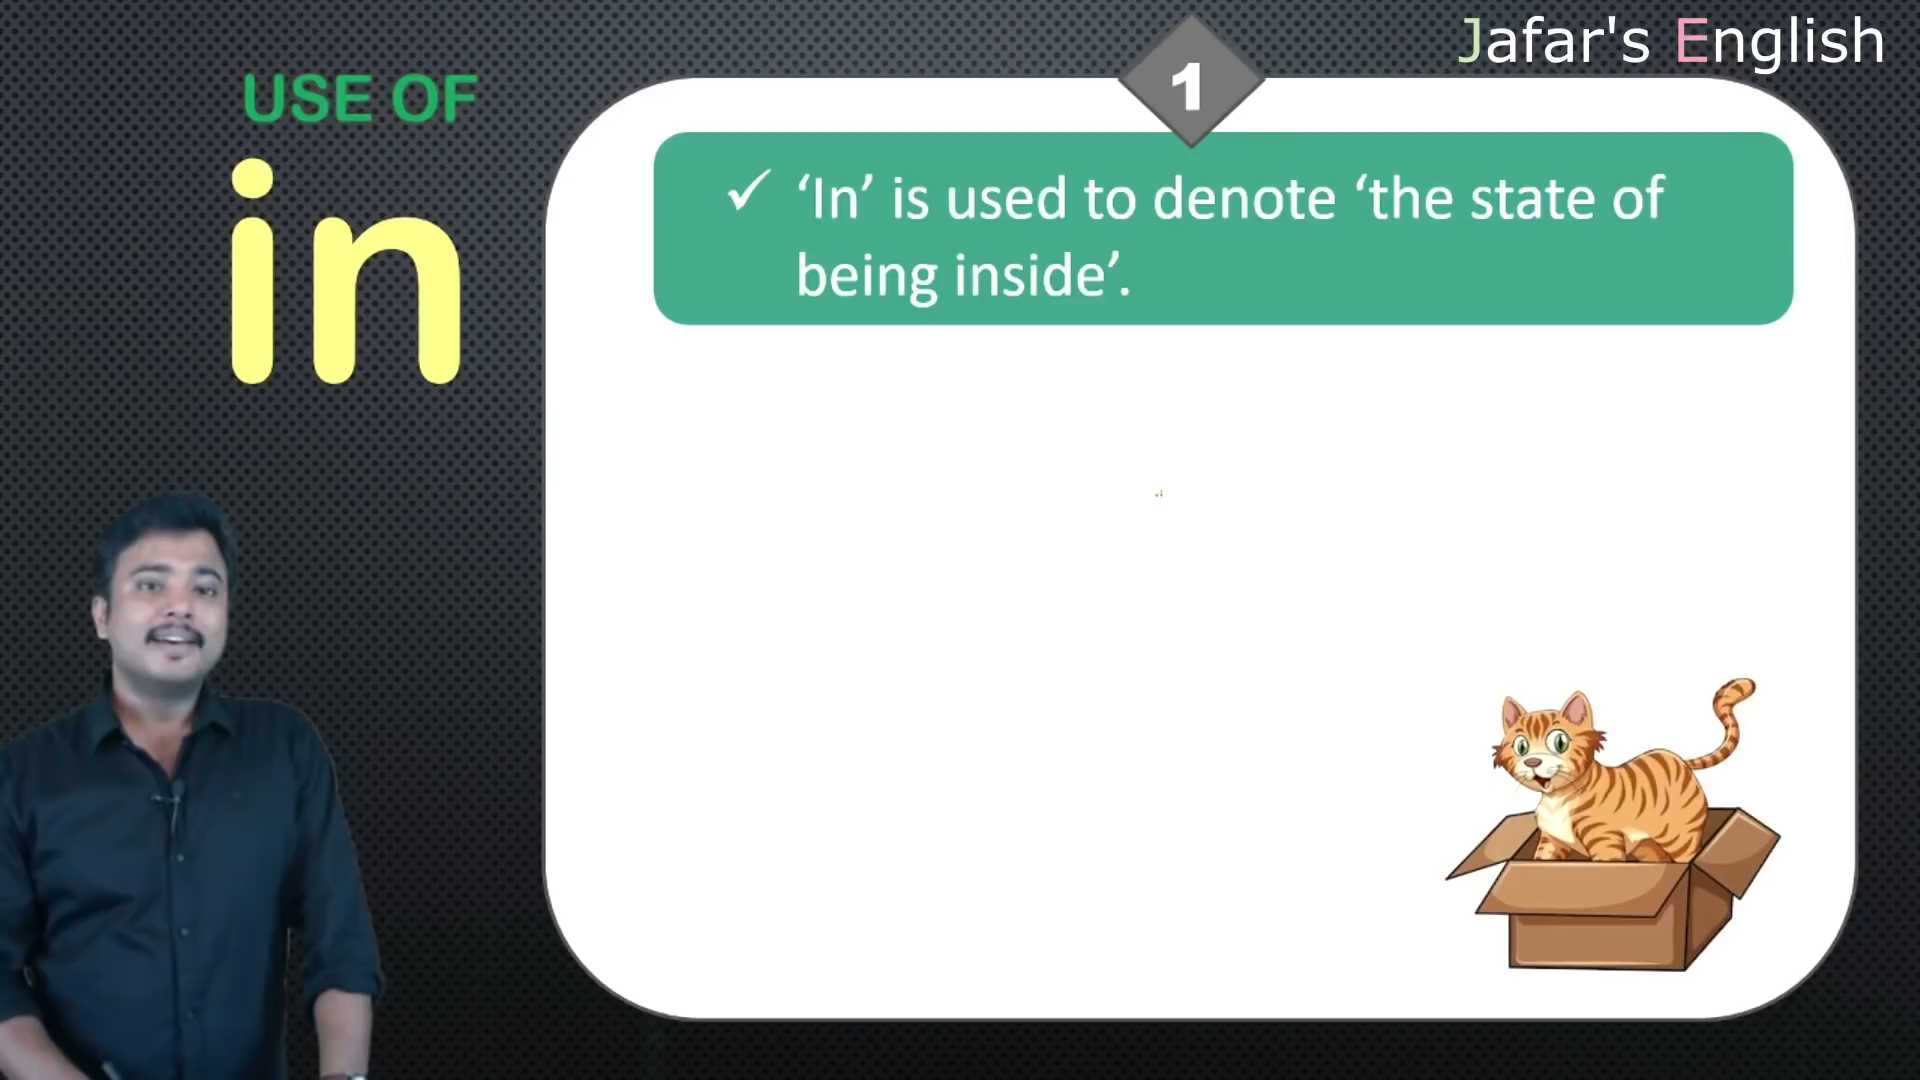 Jafar's English
USE OF
in
1
✓ ‘In’ is used to denote ‘the state of
being inside’.